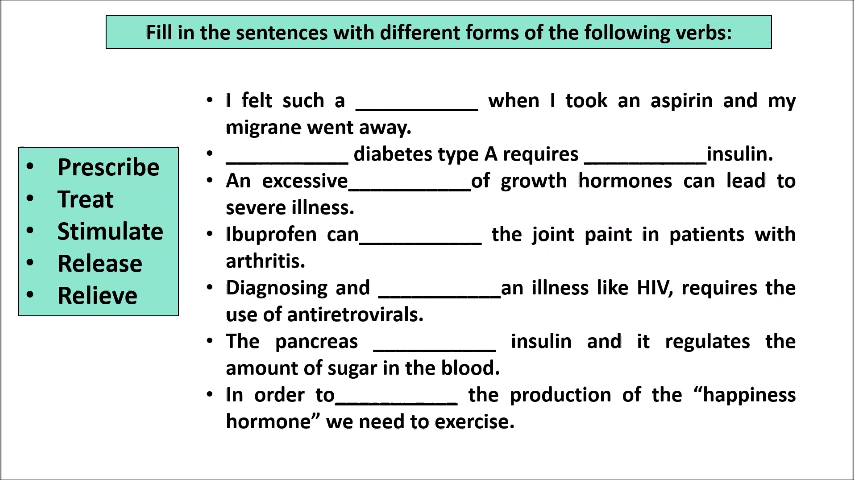 Fill in the sentences with different forms of the following verbs:
• Prescribe
• Treat
• Stimulate
• Release
• Relieve
• I felt such a ___________ when I took an aspirin and my
migrane went away.
• ___________ diabetes type A requires ___________insulin.
• An excessive___________of growth hormones can lead to
severe illness.
• Ibuprofen can___________ the joint paint in patients with
arthritis.
• Diagnosing and ___________an illness like HIV, requires the
use of antiretrovirals.
• The pancreas ___________ insulin and it regulates the
amount of sugar in the blood.
• In order to___________ the production of the “happiness
hormone” we need to exercise.